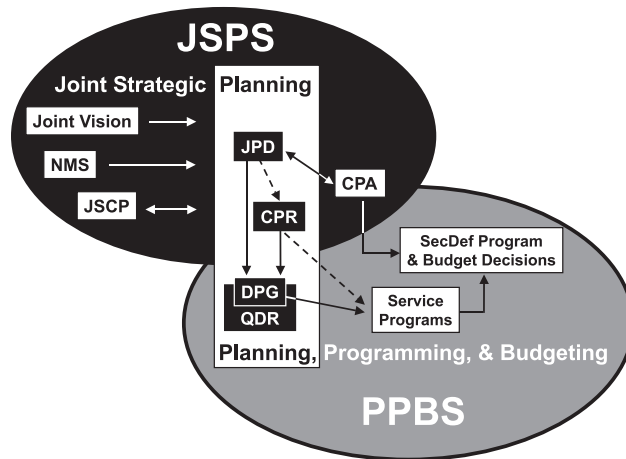 JSPS
Joint Strategic Planning
Joint Vision
JPD
NMS
CPA
JSCP
CPR
SecDef Program
& Budget Decisions
DPG
Service
Programs
QDR
Planning, Programming, & Budgeting
PPBS